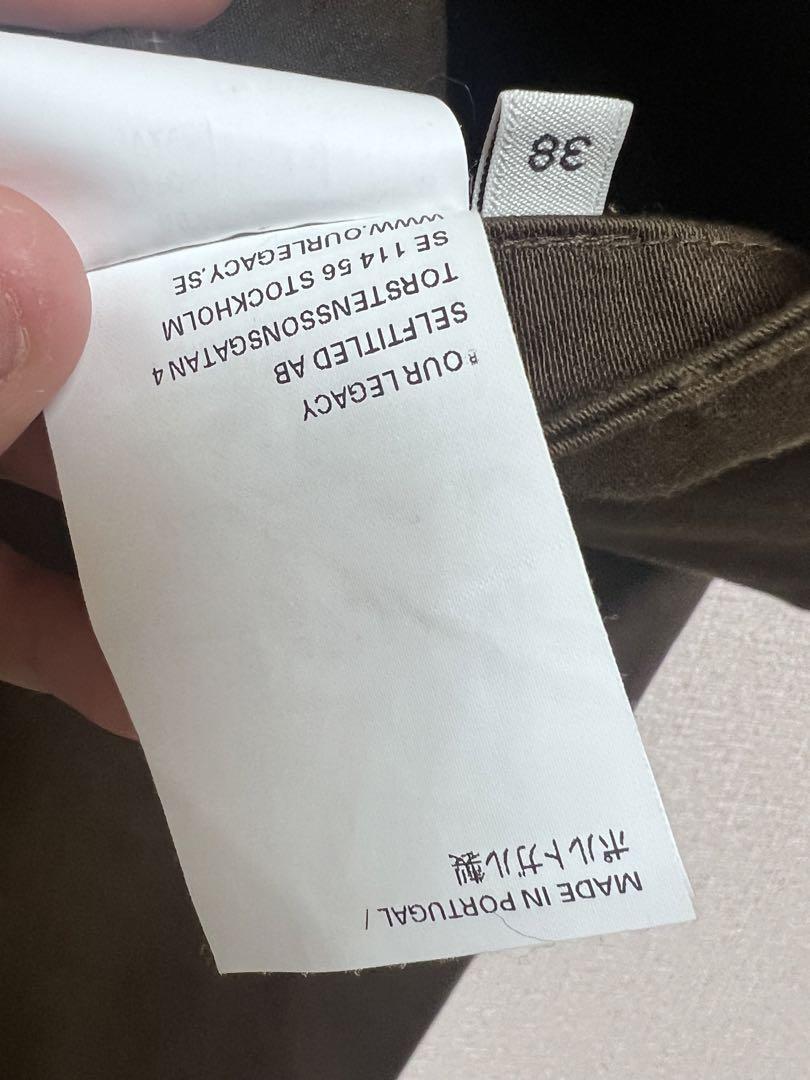 38
MADE IN PORTUGAL /
ポルトガル製
OUR LEGACY
SELFTITLED AB
TORSTENSSONSGATAN 4
SE 114 56 STOCKHOLM
WWW.OURLEGACY.SE